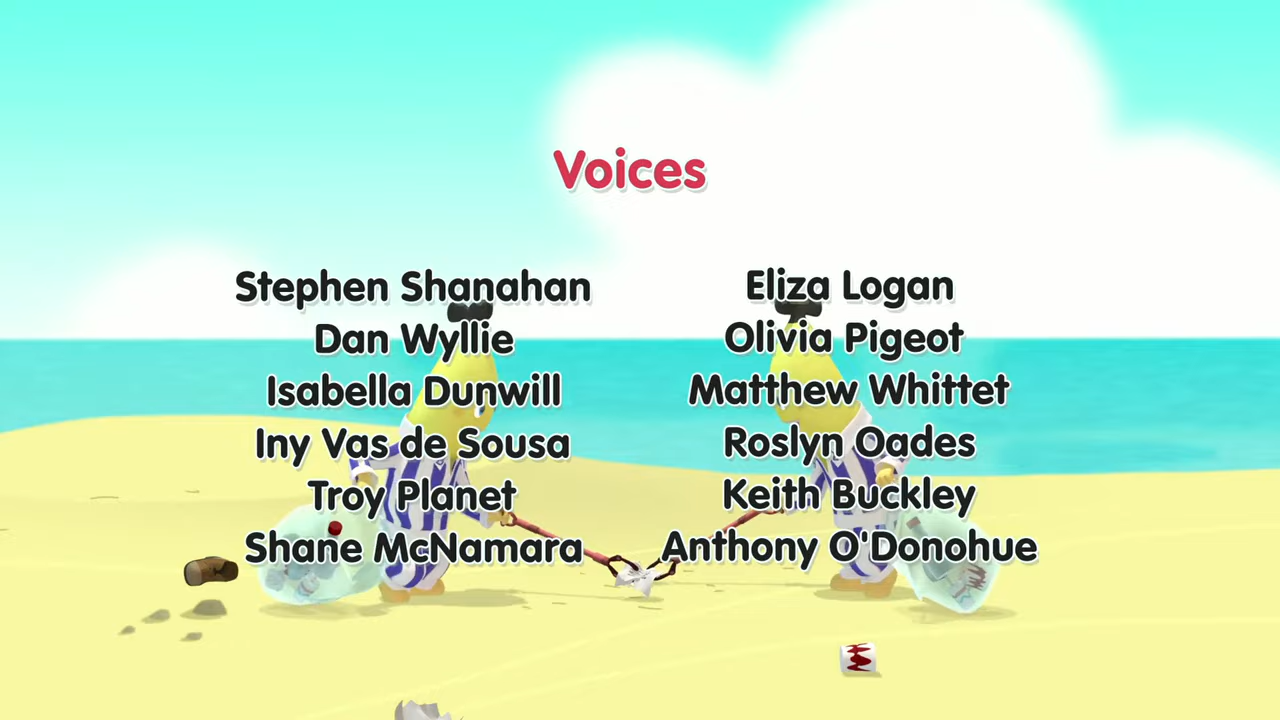 Voices
Stephen Shanahan
Dan Wyllie
Isabella Dunwill
Iny Vas de Sousa
Troy Planet
Shane McNamara
Eliza Logan
Olivia Pigeot
Matthew Whittet
Roslyn Oades
Keith Buckley
Anthony O'Donohue